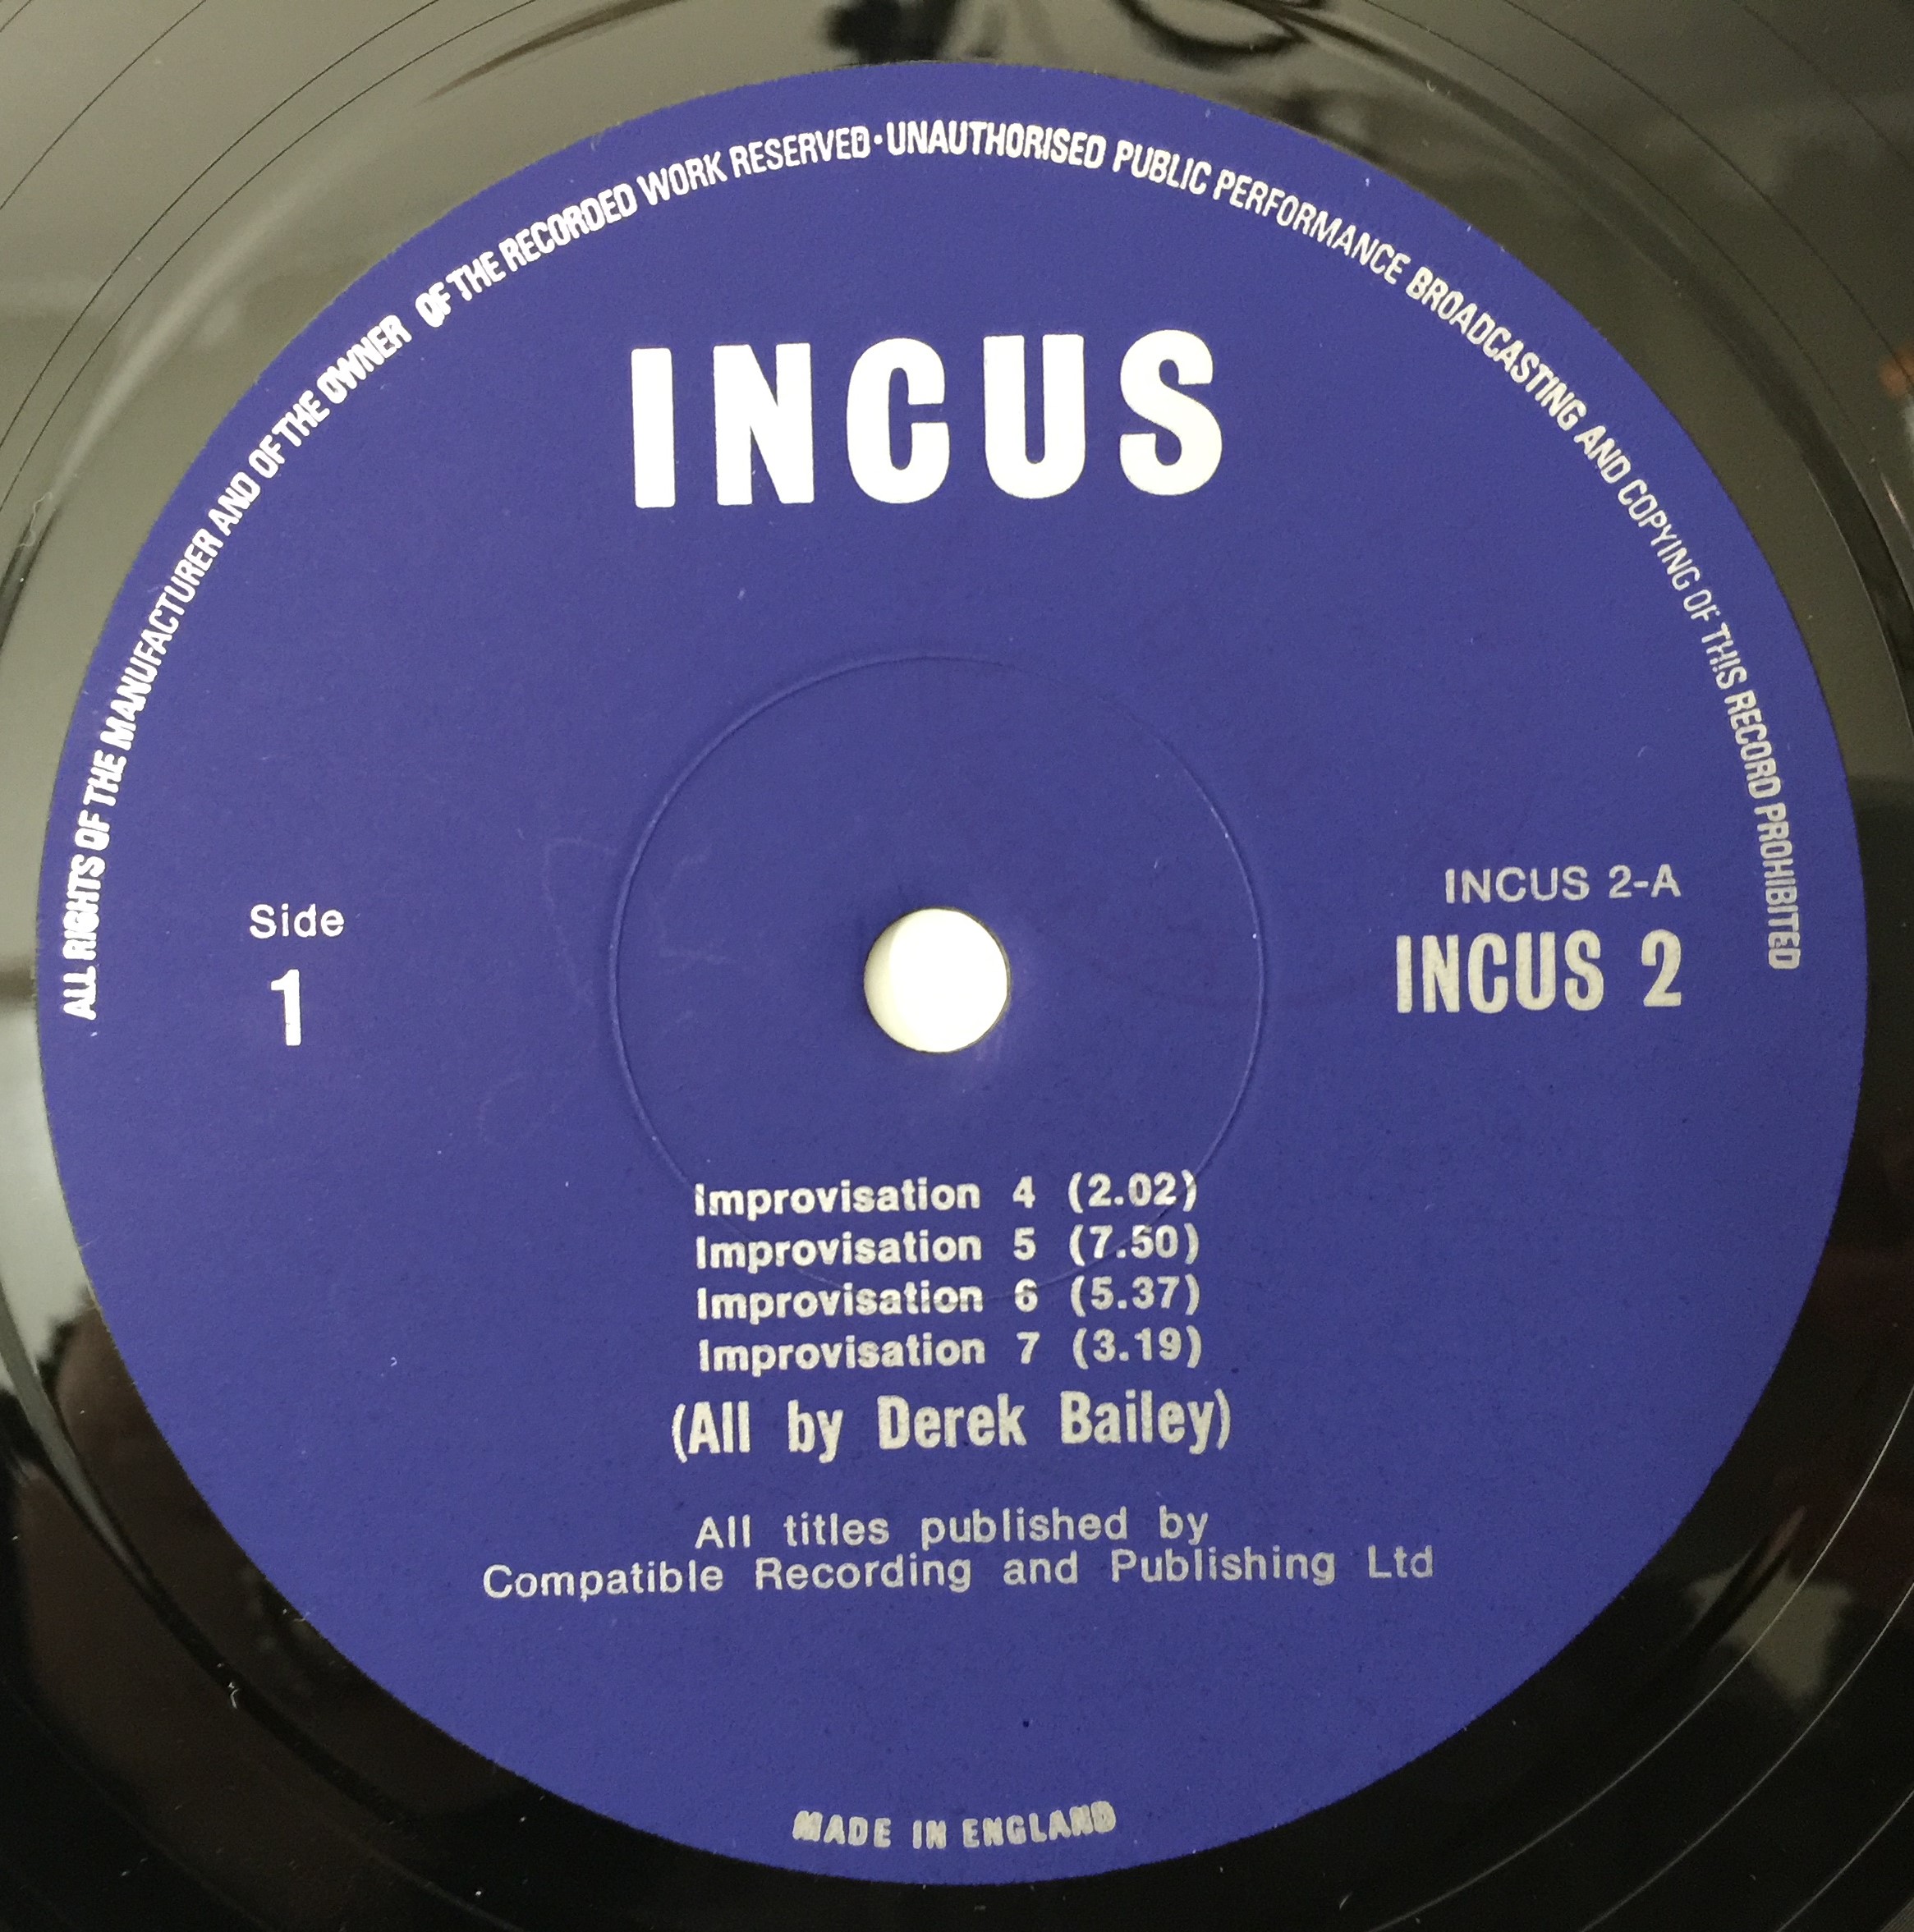 ALL RIGHTS OF THE MANUFACTURER AND OF THE OWNER OF THE RECORDED WORK RESERVED · UNAUTHORISED PUBLIC PERFORMANCE BROADCASTING AND COPYING OF THIS RECORD PROHIBITED
INCUS
Side
1
INCUS 2-A
INCUS 2
Improvisation 4 (2.02)
Improvisation 5 (7.50)
Improvisation 6 (5.37)
Improvisation 7 (3.19)
(All by Derek Bailey)
All titles published by
Compatible Recording and Publishing Ltd
MADE IN ENGLAND